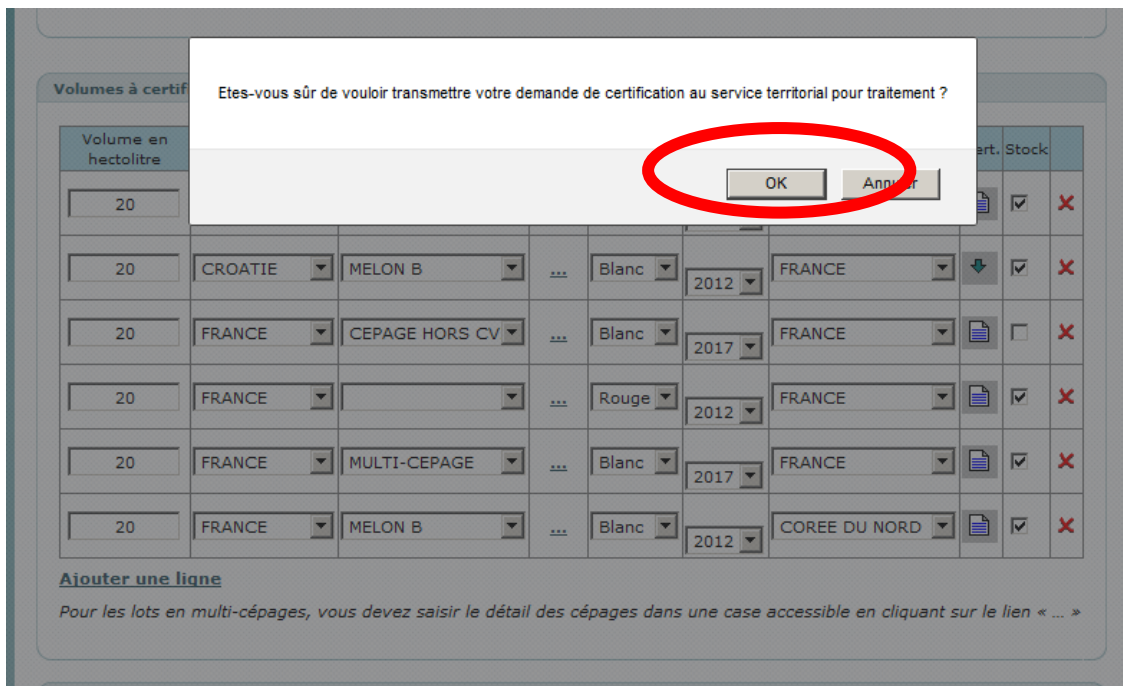 Etes-vous sûr de vouloir transmettre votre demande de certification au service territorial pour traitement ?
OK Annuler
Volumes à certif
Volume en
hectolitre
ert. Stock
20
20 CROATIE MELON B ... Blanc 2012 FRANCE
20 FRANCE CEPAGE HORS CV ... Blanc 2017 FRANCE
20 FRANCE ... Rouge 2012 FRANCE
20 FRANCE MULTI-CEPAGE ... Blanc 2017 FRANCE
20 FRANCE MELON B ... Blanc 2012 COREE DU NORD
Ajouter une ligne
Pour les lots en multi-cépages, vous devez saisir le détail des cépages dans une case accessible en cliquant sur le lien « ... »